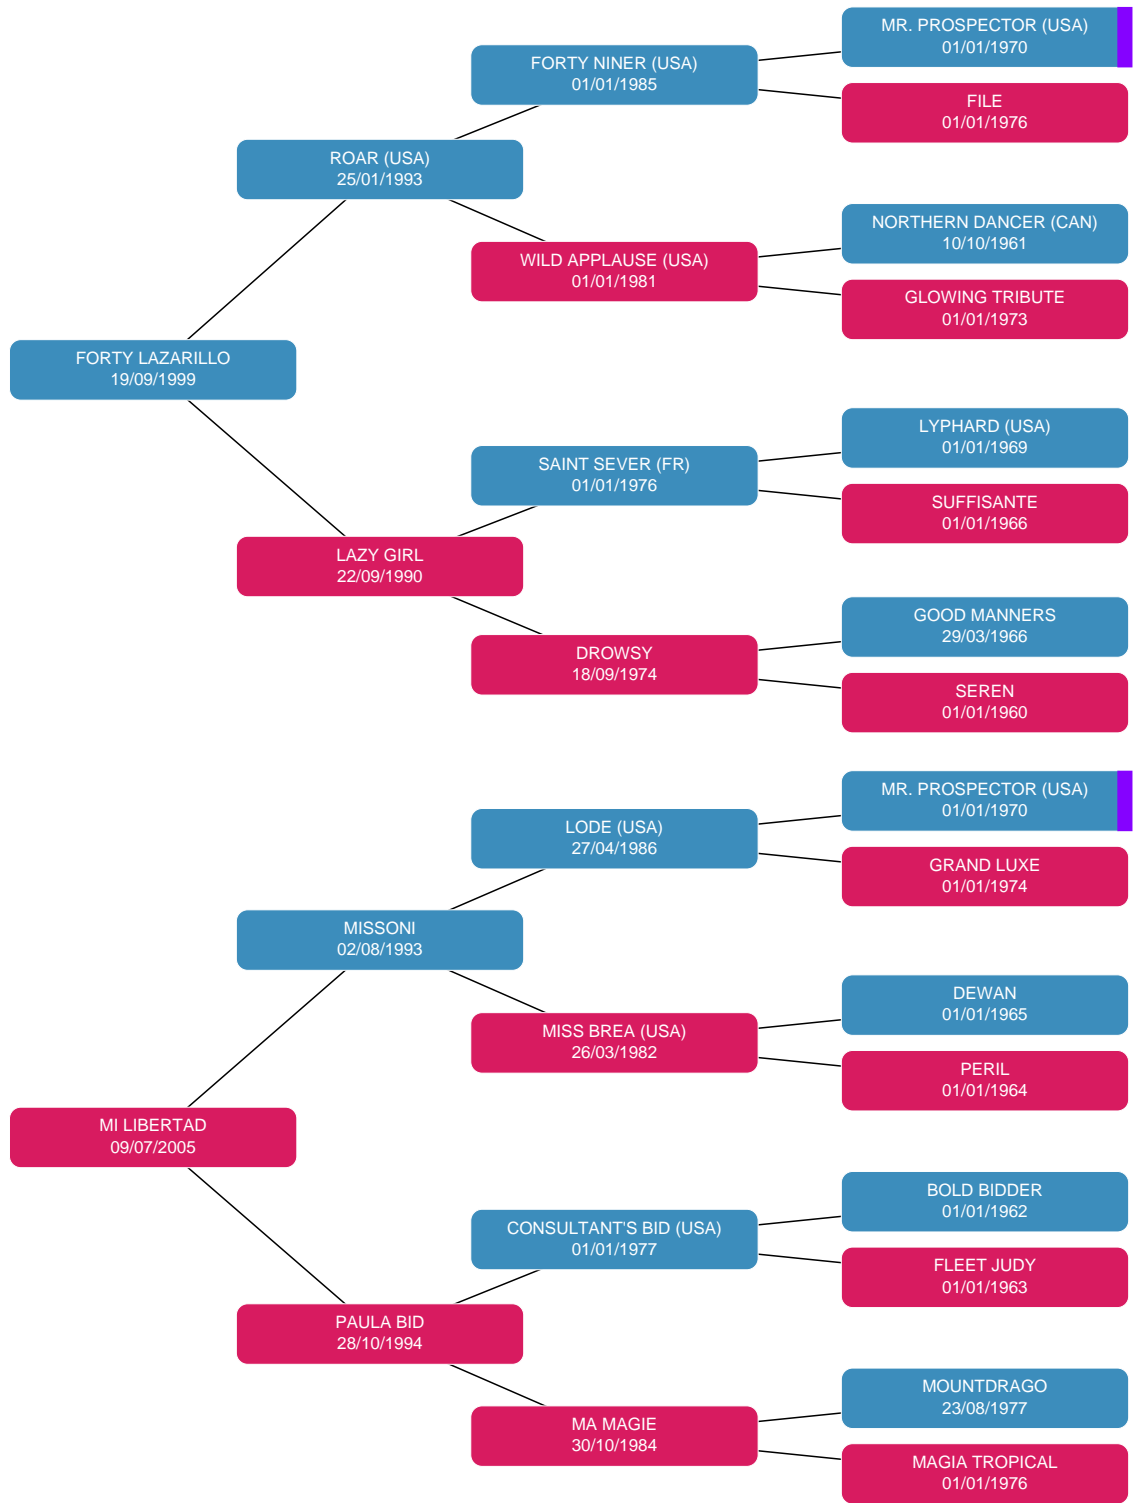 MR. PROSPECTOR (USA)
01/01/1970
FORTY NINER (USA)
01/01/1985
FILE
01/01/1976
ROAR (USA)
25/01/1993
NORTHERN DANCER (CAN)
10/10/1961
WILD APPLAUSE (USA)
01/01/1981
GLOWING TRIBUTE
01/01/1973
FORTY LAZARILLO
19/09/1999
LYPHARD (USA)
01/01/1969
SAINT SEVER (FR)
01/01/1976
SUFFISANTE
01/01/1966
LAZY GIRL
22/09/1990
GOOD MANNERS
29/03/1966
DROWSY
18/09/1974
SEREN
01/01/1960
MR. PROSPECTOR (USA)
01/01/1970
LODE (USA)
27/04/1986
GRAND LUXE
01/01/1974
MISSONI
02/08/1993
DEWAN
01/01/1965
MISS BREA (USA)
26/03/1982
PERIL
01/01/1964
MI LIBERTAD
09/07/2005
BOLD BIDDER
01/01/1962
CONSULTANT'S BID (USA)
01/01/1977
FLEET JUDY
01/01/1963
PAULA BID
28/10/1994
MOUNTDRAGO
23/08/1977
MA MAGIE
30/10/1984
MAGIA TROPICAL
01/01/1976